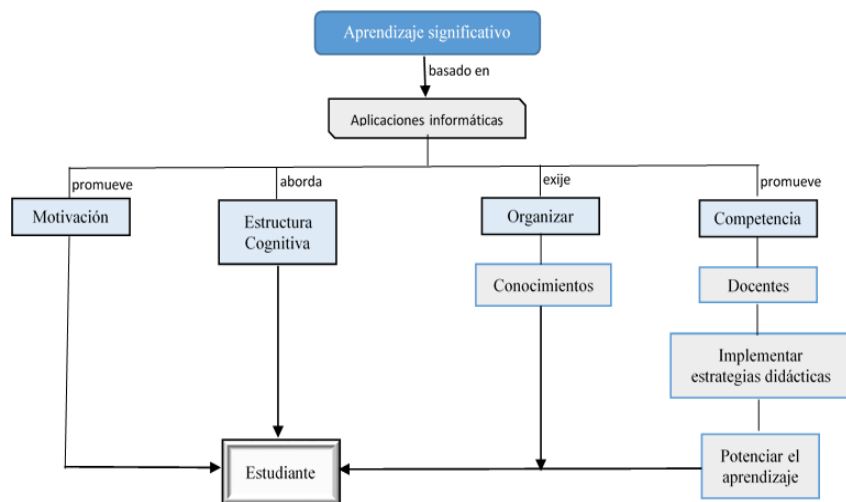 Aprendizaje significativo
basado en
Aplicaciones informáticas
promueve
aborda
exije
promueve
Motivación
Estructura
Cognitiva
Organizar
Competencia
Conocimientos
Docentes
Implementar
estrategias didácticas
Estudiante
Potenciar el
aprendizaje